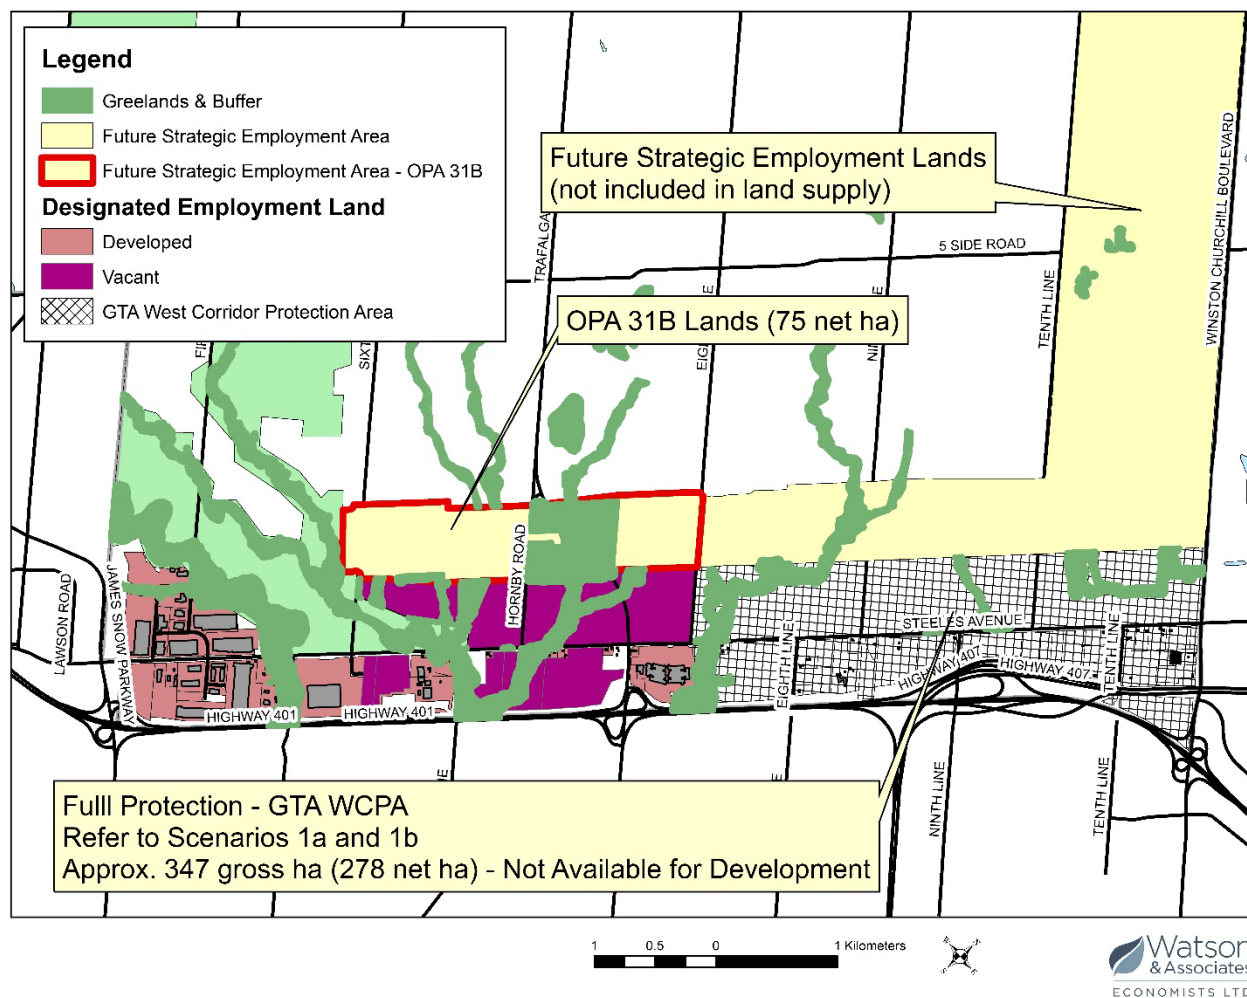 Legend
Greelands & Buffer
Future Strategic Employment Area
Future Strategic Employment Area - OPA 31B
Designated Employment Land
Developed
Vacant
GTA West Corridor Protection Area
Future Strategic Employment Lands
(not included in land supply)
5 SIDE ROAD
WINSTON CHURCHILL BOULEVARD
TENTH LINE
OPA 31B Lands (75 net ha)
HORNBY ROAD
LAWSON ROAD
JAMES SNOW PARKWAY
STEELES AVENUE
HIGHWAY 407
HIGHWAY 407
TENTH LINE
EIGHTH LINE
HIGHWAY 401
HIGHWAY 401
Fulll Protection - GTA WCPA
Refer to Scenarios 1a and 1b
Approx. 347 gross ha (278 net ha) - Not Available for Development
NINTH LINE
TENTH LINE
1 0.5 0 1 Kilometers
Watson
& Associates
ECONOMISTS LTD